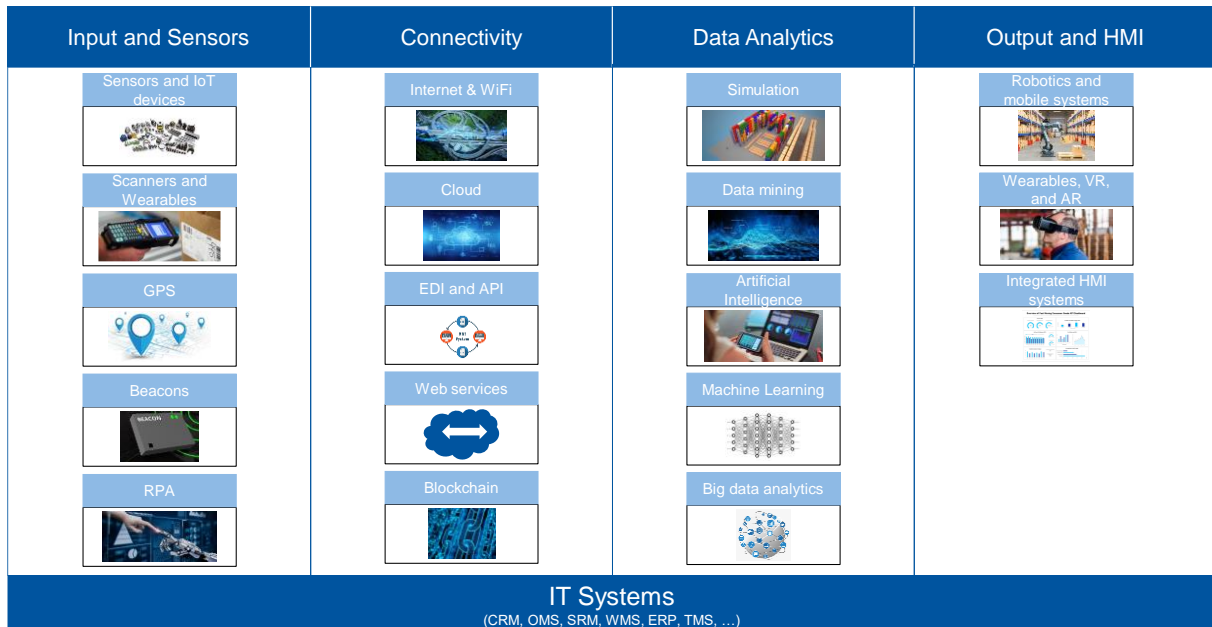 Input and Sensors
Connectivity
Data Analytics
Output and HMI
Sensors and IoT
devices
Scanners and
Wearables
GPS
Beacons
BEACON
RPA
Internet & WiFi
Cloud
EDI and API
EDI
System
Web services
Blockchain
Simulation
Data mining
Artificial
Intelligence
Machine Learning
Big data analytics
Robotics and
mobile systems
Wearables, VR,
and AR
Integrated HMI
systems
IT Systems
(CRM, OMS, SRM, WMS, ERP, TMS, ...)